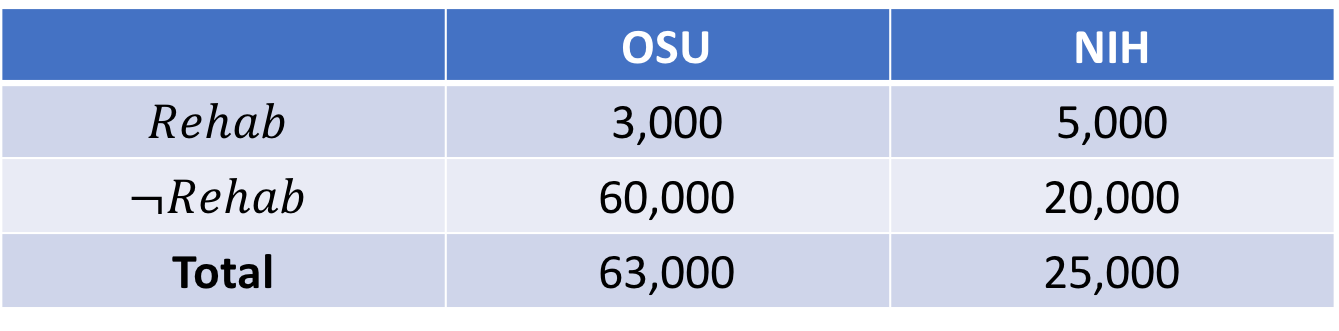 OSU NIH
Rehab 3,000 5,000
¬Rehab 60,000 20,000
Total 63,000 25,000